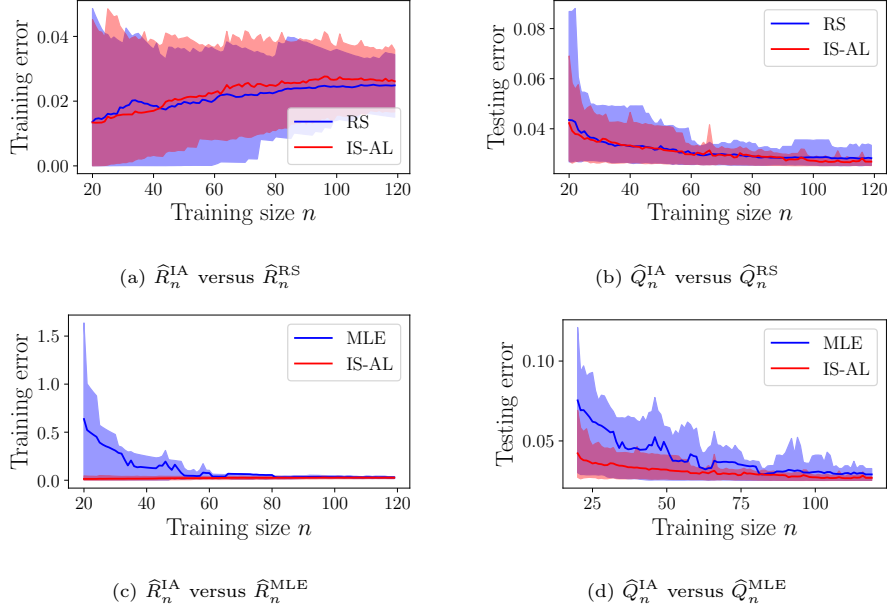 0.04
0.02
0.00
Training error
RS
IS-AL
20 40 60 80 100 120
Training size n
(a) R̂ₙᴵᴬ versus R̂ₙᴿˢ
0.08
0.06
0.04
Testing error
RS
IS-AL
20 40 60 80 100 120
Training size n
(b) Q̂ₙᴵᴬ versus Q̂ₙᴿˢ
1.5
1.0
0.5
0.0
Training error
MLE
IS-AL
20 40 60 80 100 120
Training size n
(c) R̂ₙᴵᴬ versus R̂ₙᴹᴸᴱ
0.10
0.05
Testing error
MLE
IS-AL
25 50 75 100
Training size n
(d) Q̂ₙᴵᴬ versus Q̂ₙᴹᴸᴱ